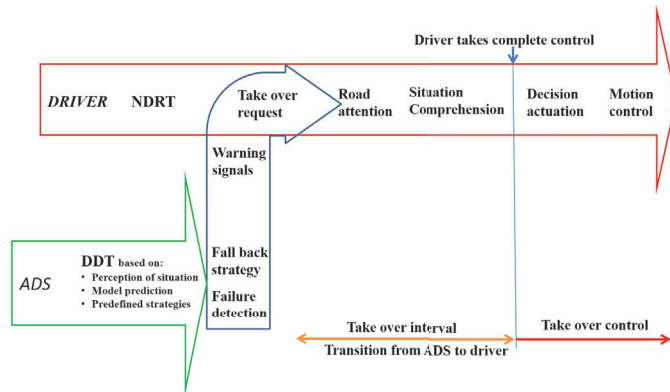 Driver takes complete control
DRIVER
NDRT
Take over
request
Road
attention
Situation
Comprehension
Decision
actuation
Motion
control
Warning
signals
ADS
DDT based on:
• Perception of situation
• Model prediction
• Predefined strategies
Fall back
strategy
Failure
detection
Take over interval
Transition from ADS to driver
Take over control